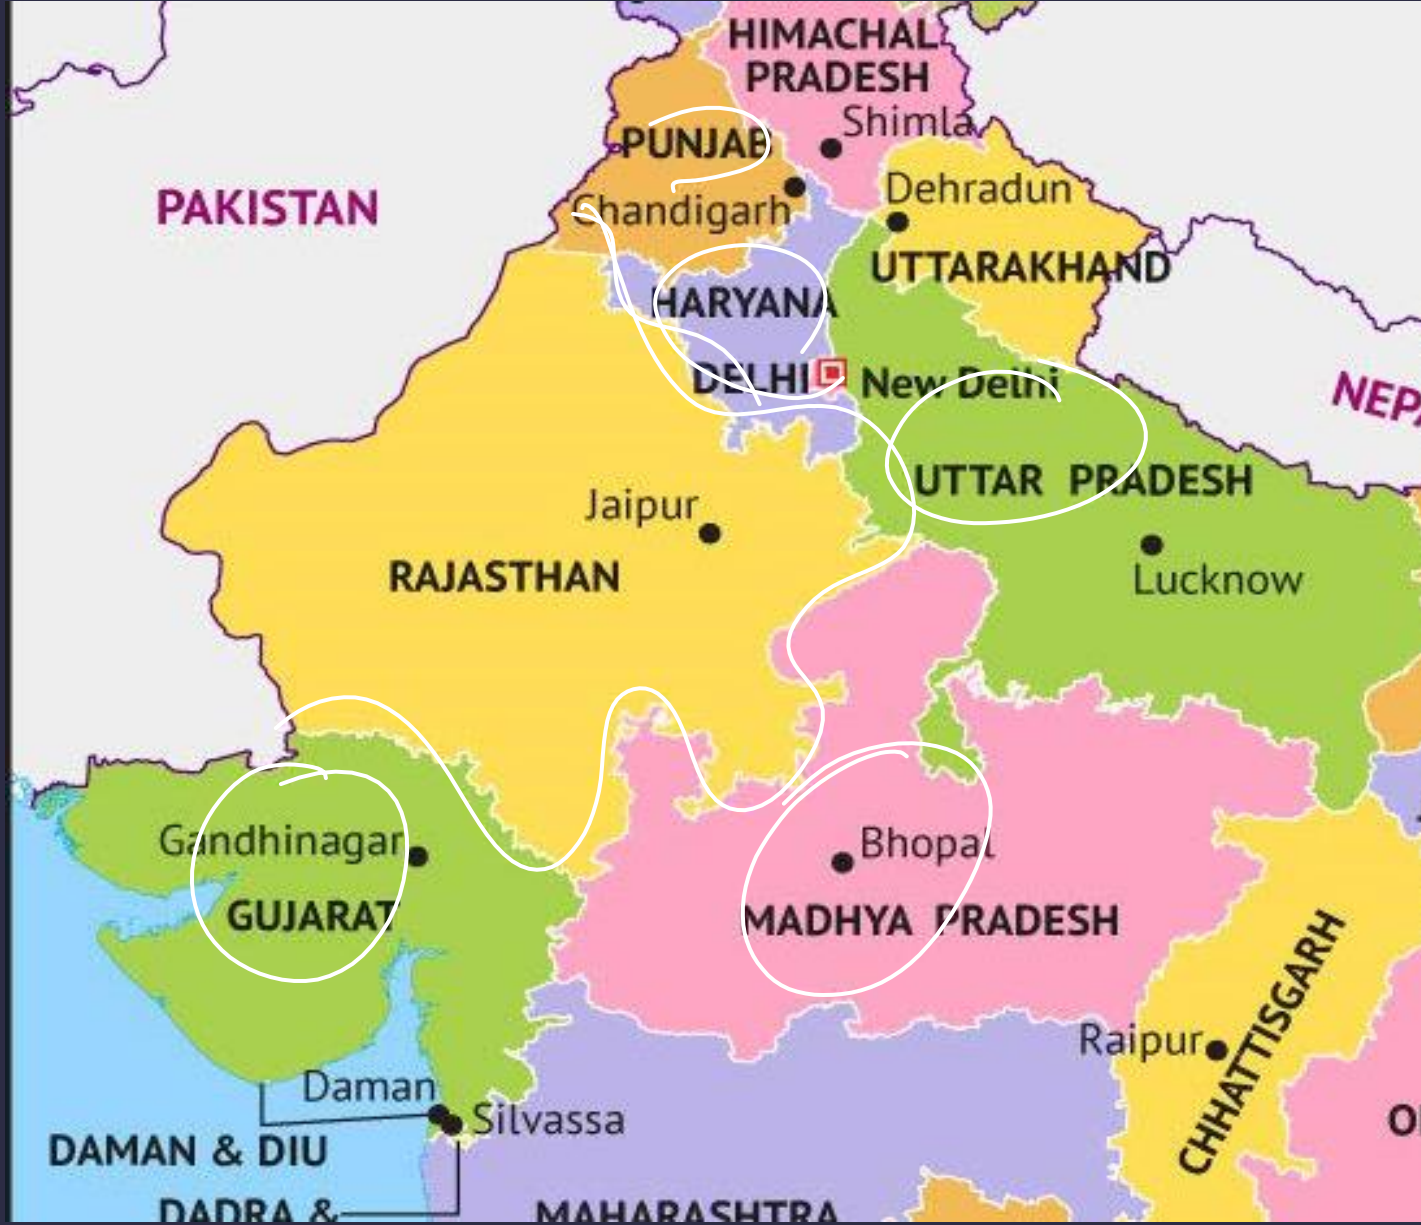 HIMACHAL
PRADESH
Shimla
PUNJAB
Chandigarh
Dehradun
PAKISTAN
UTTARAKHAND
HARYANA
DELHI
New Delhi
UTTAR PRADESH
Jaipur
RAJASTHAN
Lucknow
Gandhinagar
GUJARAT
Bhopal
MADHYA PRADESH
CHHATTISGARH
Raipur
Daman
Silvassa
DAMAN & DIU
DADRA &
MAHARASHTRA